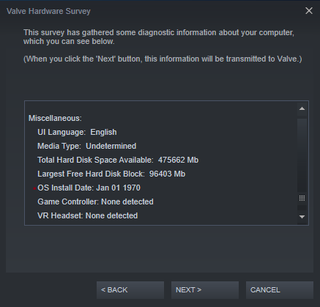 Valve Hardware Survey
This survey has gathered some diagnostic information about your computer,
which you can see below.
(When you click the 'Next' button, this information will be transmitted to Valve.)
Miscellaneous:
UI Language: English
Media Type: Undetermined
Total Hard Disk Space Available: 475662 Mb
Largest Free Hard Disk Block: 96403 Mb
OS Install Date: Jan 01 1970
Game Controller: None detected
VR Headset: None detected
< BACK
NEXT >
CANCEL